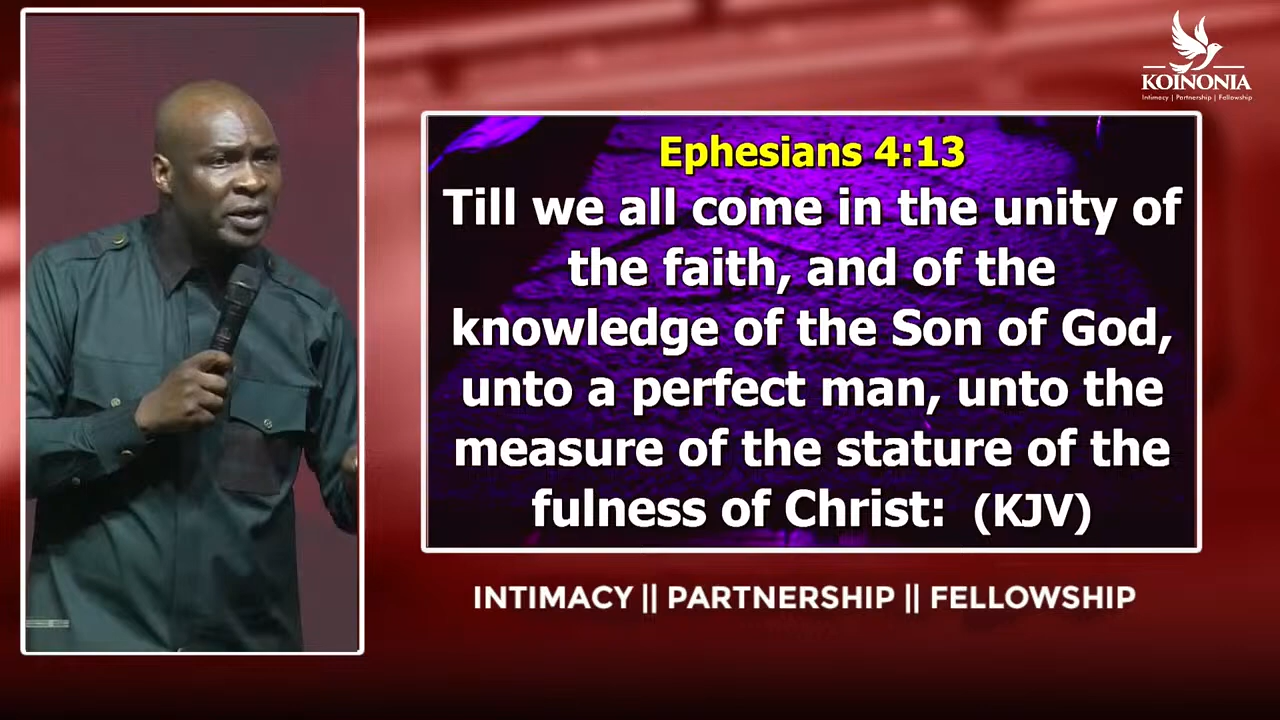 KOINONIA
Intimacy | Partnership | Fellowship
Ephesians 4:13
Till we all come in the unity of
the faith, and of the
knowledge of the Son of God,
unto a perfect man, unto the
measure of the stature of the
fulness of Christ: (KJV)
INTIMACY || PARTNERSHIP || FELLOWSHIP